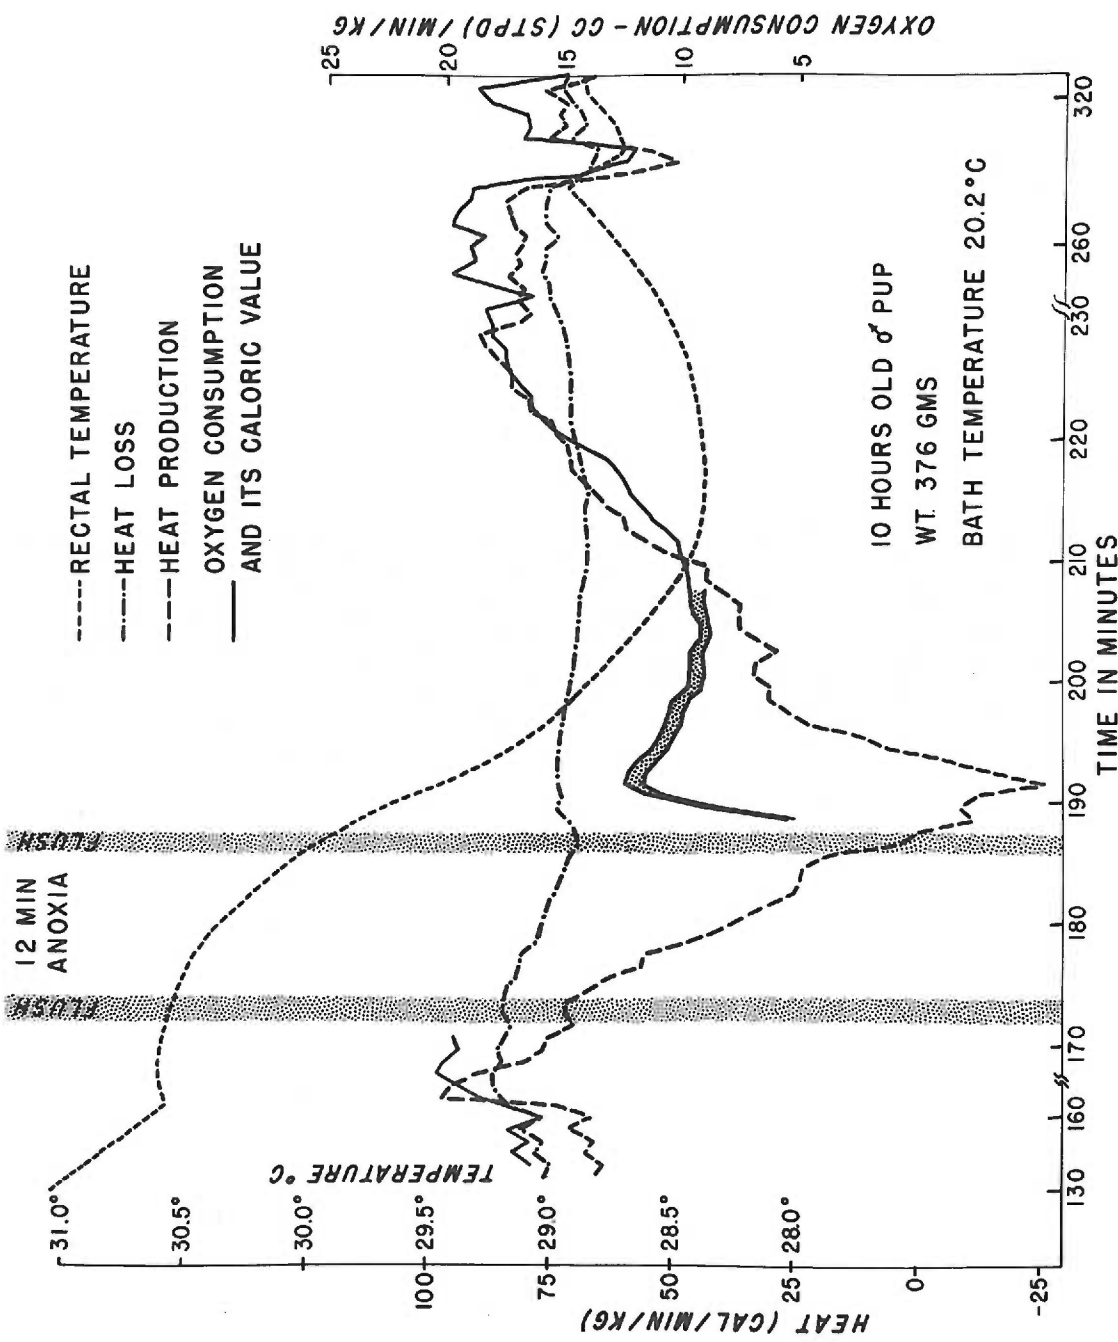 31.0°
30.5°
30.0°
29.5°
29.0°
28.5°
28.0°
TEMPERATURE °C
100
75
50
25
0
-25
HEAT (CAL/MIN/KG)
FLUSH
12 MIN
ANOXIA
FLUSH
RECTAL TEMPERATURE
HEAT LOSS
HEAT PRODUCTION
OXYGEN CONSUMPTION
AND ITS CALORIC VALUE
10 HOURS OLD ♂ PUP
WT. 376 GMS
BATH TEMPERATURE 20.2°C
25
20
15
10
5
OXYGEN CONSUMPTION - CC (STPD) / MIN / KG
130
160
170
180
190
200
210
220
230
260
320
TIME IN MINUTES